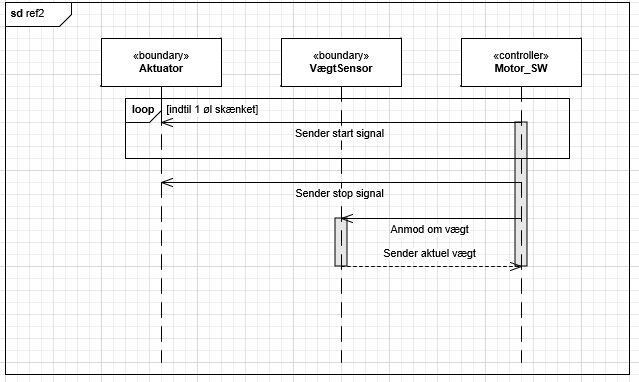 sd ref2
«boundary»
Aktuator
«boundary»
VægtSensor
«controller»
Motor_SW
loop [indtil 1 øl skænket]
Sender start signal
Sender stop signal
Anmod om vægt
Sender aktuel vægt